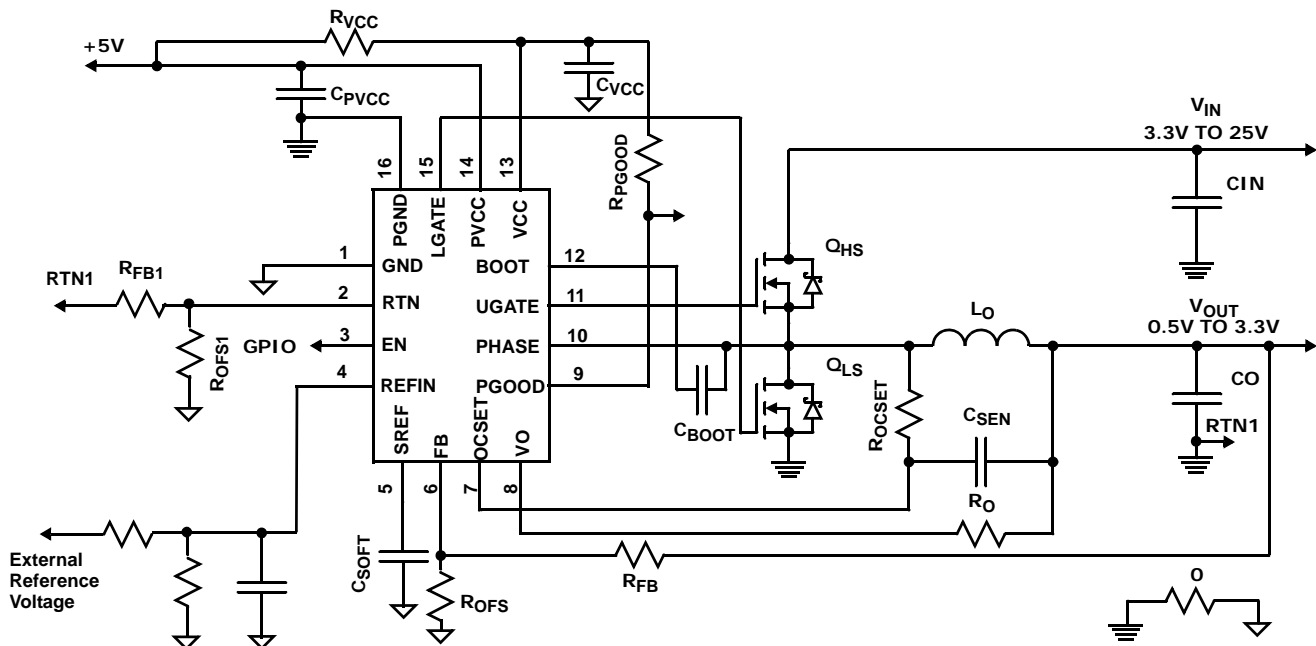 RVCC
+5V
CPVCC
CVCC
VIN
3.3V TO 25V
16
15
14
13
RPGOOD
CIN
PGND
LGATE
PVCC
VCC
QHS
1
GND
BOOT
12
RTN1
RFB1
2
RTN
UGATE
11
LO
VOUT
0.5V TO 3.3V
ROFS1
GPIO
3
EN
PHASE
10
QLS
4
REFIN
PGOOD
9
CBOOT
ROCSET
CSEN
CO
RTN1
SREF
FB
OCSET
VO
5
6
7
8
RO
External
Reference
Voltage
CSOFT
ROFS
RFB
0